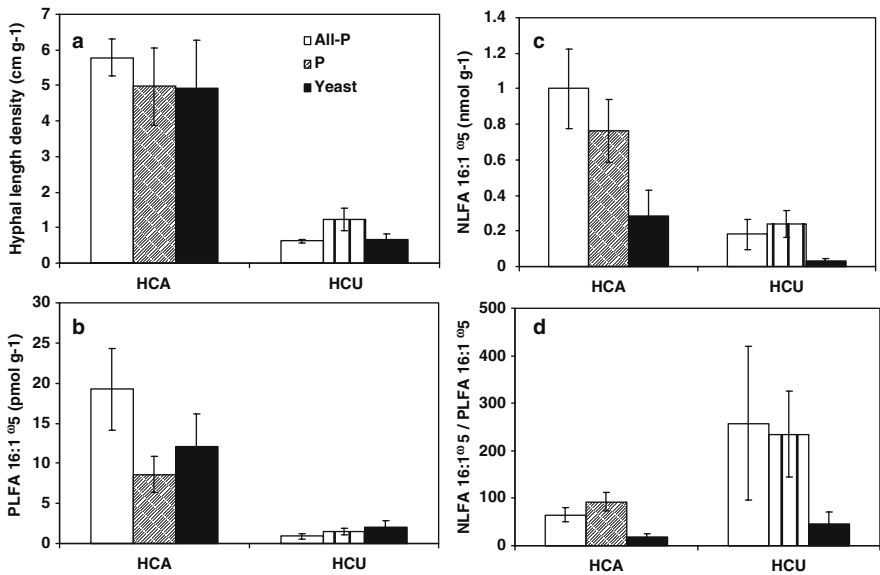 a
Hyphal length density (cm g-1)
7
6
5
4
3
2
1
0
HCA
HCU
All-P
P
Yeast
c
NLFA 16:1 ω5 (nmol g-1)
1.4
1.2
1
0.8
0.6
0.4
0.2
0
HCA
HCU
b
PLFA 16:1 ω5 (pmol g-1)
30
25
20
15
10
5
0
HCA
HCU
d
NLFA 16:1ω5 / PLFA 16:1 ω5
500
400
300
200
100
0
HCA
HCU